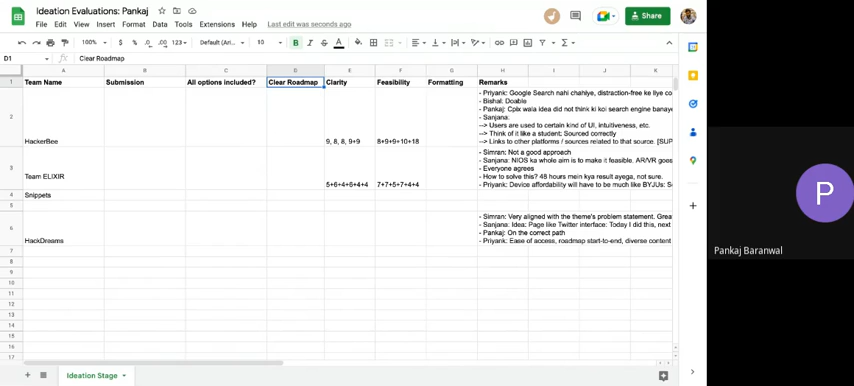 Ideation Evaluations: Pankaj
File Edit View Insert Format Data Tools Extensions Help Last edit was seconds ago
Share
100% $ % .0 .00 123 Default (Ari... 10 B I S A
D1 fx Clear Roadmap
A B C D E F G H I J K
1 Team Name Submission All options included? Clear Roadmap Clarity Feasibility Formatting Remarks
- Priyank: Google Search nahi chahiye, distraction-free ke liye co
- Bishal: Doable
- Pankaj: Cpix wala idea did not think ki koi search engine banaye
- Sanjana:
--> Users are used to certain kind of UI, intuitiveness, etc.
--> Think of it like a student; Sourced correctly
2 HackerBee 9, 8, 8, 9+9 8+9+9+10+18 --> Links to other platforms / sources related to that source. [SUP
- Simran: Not a good approach
- Sanjana: NIOS ka whole aim is to make it feasible. AR/VR goes
- Everyone agrees
- How to solve this? 48 hours mein kya result ayega, not sure.
3 Team ELIXIR 5+6+4+6+4+4 7+7+5+7+4+4 - Priyank: Device affordability will have to be much like BYJUs: S
4 Snippets
5
- Simran: Very aligned with the theme's problem statement. Grea
- Sanjana: Idea: Page like Twitter interface: Today I did this, next
- Pankaj: On the correct path
6 HackDreams - Priyank: Ease of access, roadmap start-to-end, diverse content
7
8
9
10
11
12
13
14
15
16
17
Ideation Stage
P
Pankaj Baranwal